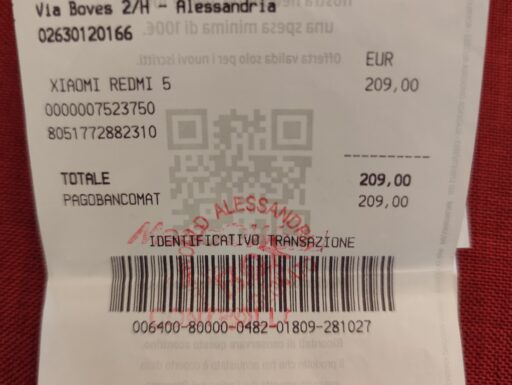 Via Boves 2/H - Alessandria
02630120166
EUR
XIAOMI REDMI 5 209,00
0000007523750
8051772882310
TOTALE 209,00
PAGOBANCOMAT 209,00
ALESSANDRIA
IDENTIFICATIVO TRANSAZIONE
006400-80000-0482-01809-281027